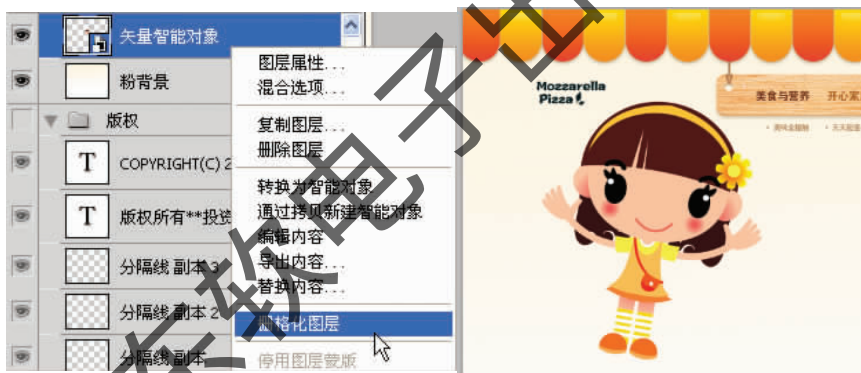 矢量智能对象
粉背景
版权
COPYRIGHT(C) 2
版权所有**投资
分隔线 副本 3
分隔线 副本 2
分隔线 副本
图层属性...
混合选项...
复制图层...
删除图层
转换为智能对象
通过拷贝新建智能对象
编辑内容
导出内容...
替换内容...
栅格化图层
停用图层蒙版
Mozzarella
Pizza
美食与营养 开心